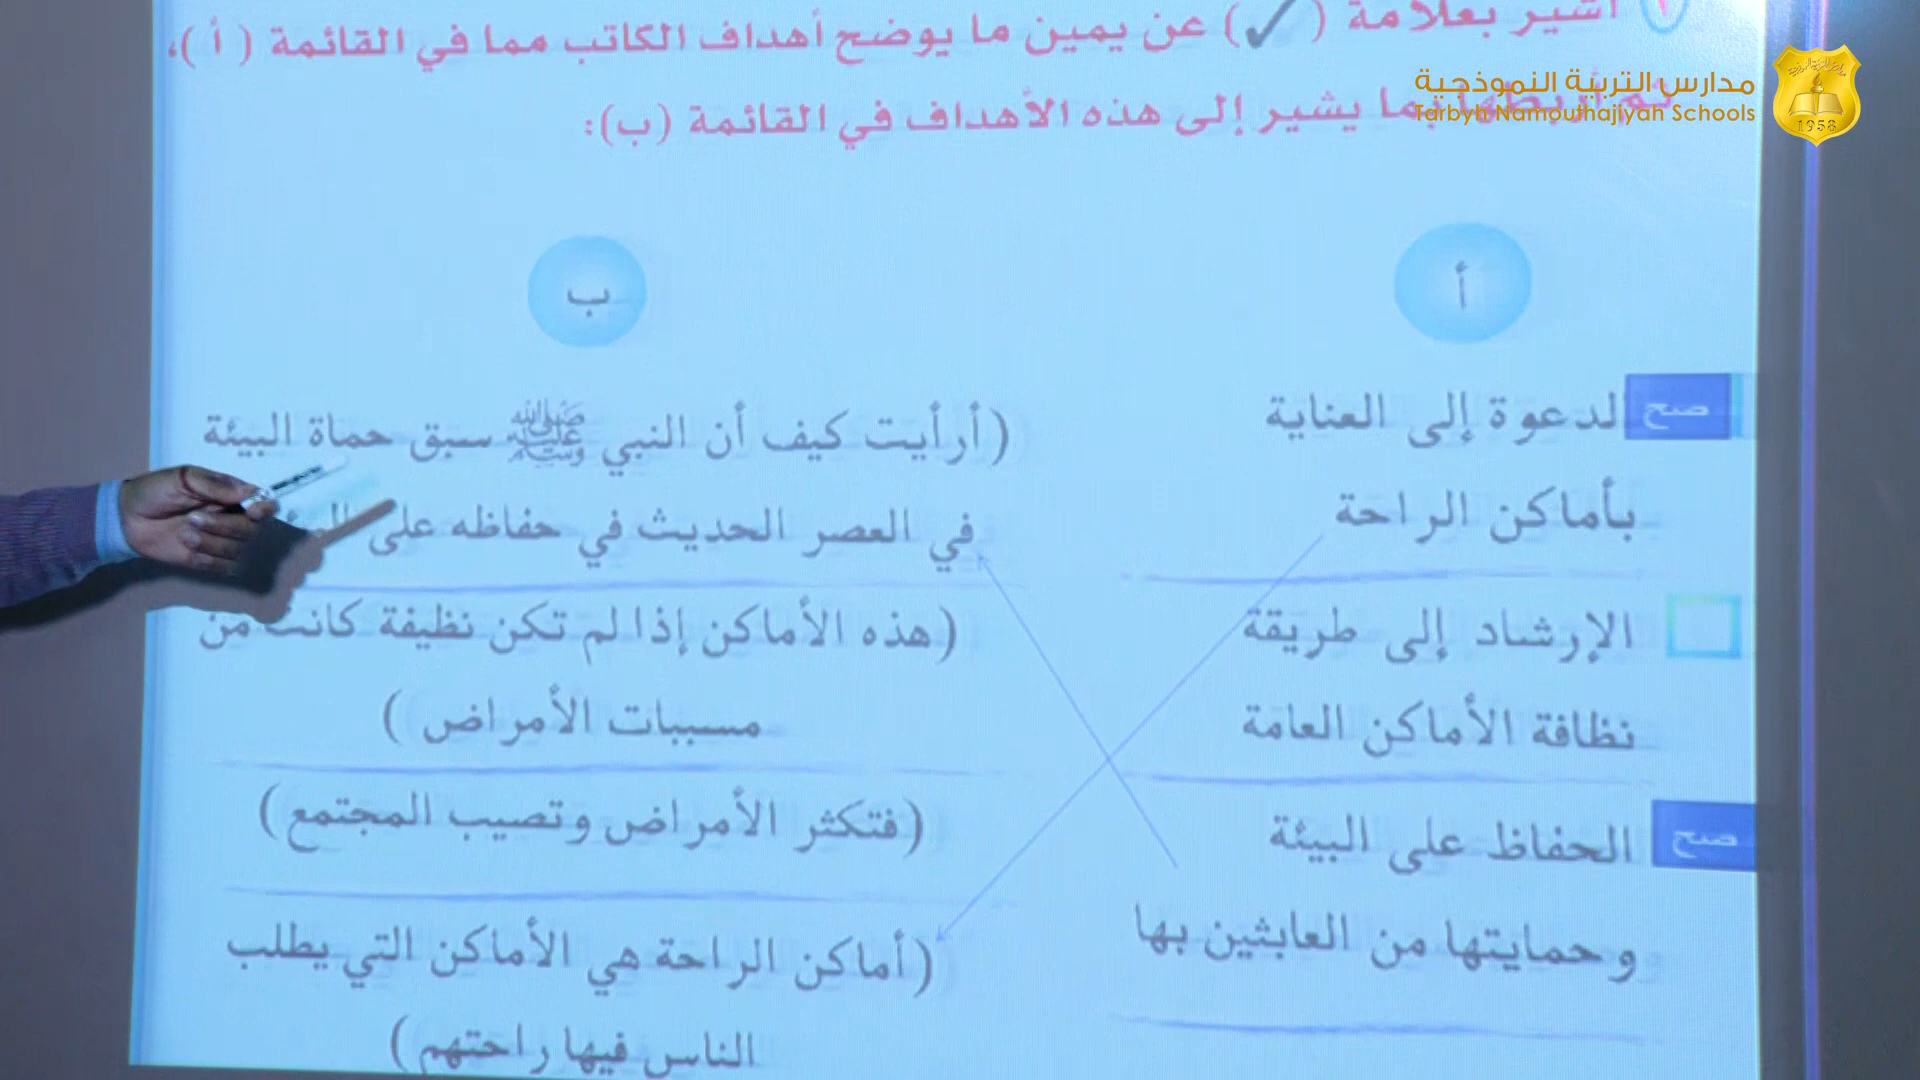 أشير بعلامة (✓) عن يمين ما يوضح أهداف الكاتب مما في القائمة (أ)،
ثم أربطها بما يشير إلى هذه الأهداف في القائمة (ب):
مدارس التربية النموذجية
Tarbyh Namouthajiyah Schools
1958
أ
صح
لدعوة إلى العناية
بأماكن الراحة
الإرشاد إلى طريقة
نظافة الأماكن العامة
صح
الحفاظ على البيئة
وحمايتها من العابثين بها
ب
(أرأيت كيف أن النبي ﷺ سبق حماة البيئة
في العصر الحديث في حفاظه على
(هذه الأماكن إذا لم تكن نظيفة كانت من
مسببات الأمراض)
(فتكثر الأمراض وتصيب المجتمع)
(أماكن الراحة هي الأماكن التي يطلب
الناس فيها راحتهم)